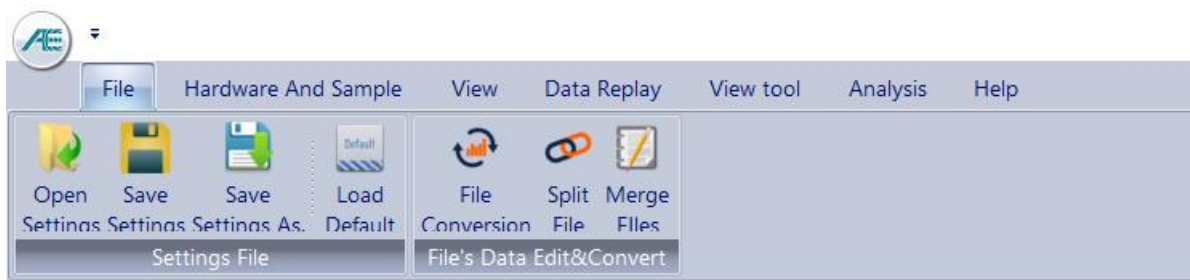 AE
File Hardware And Sample View Data Replay View tool Analysis Help
Default
Open Save Save Load File Split Merge
Settings Settings Settings As. Default Conversion File FIles
Settings File File's Data Edit&Convert